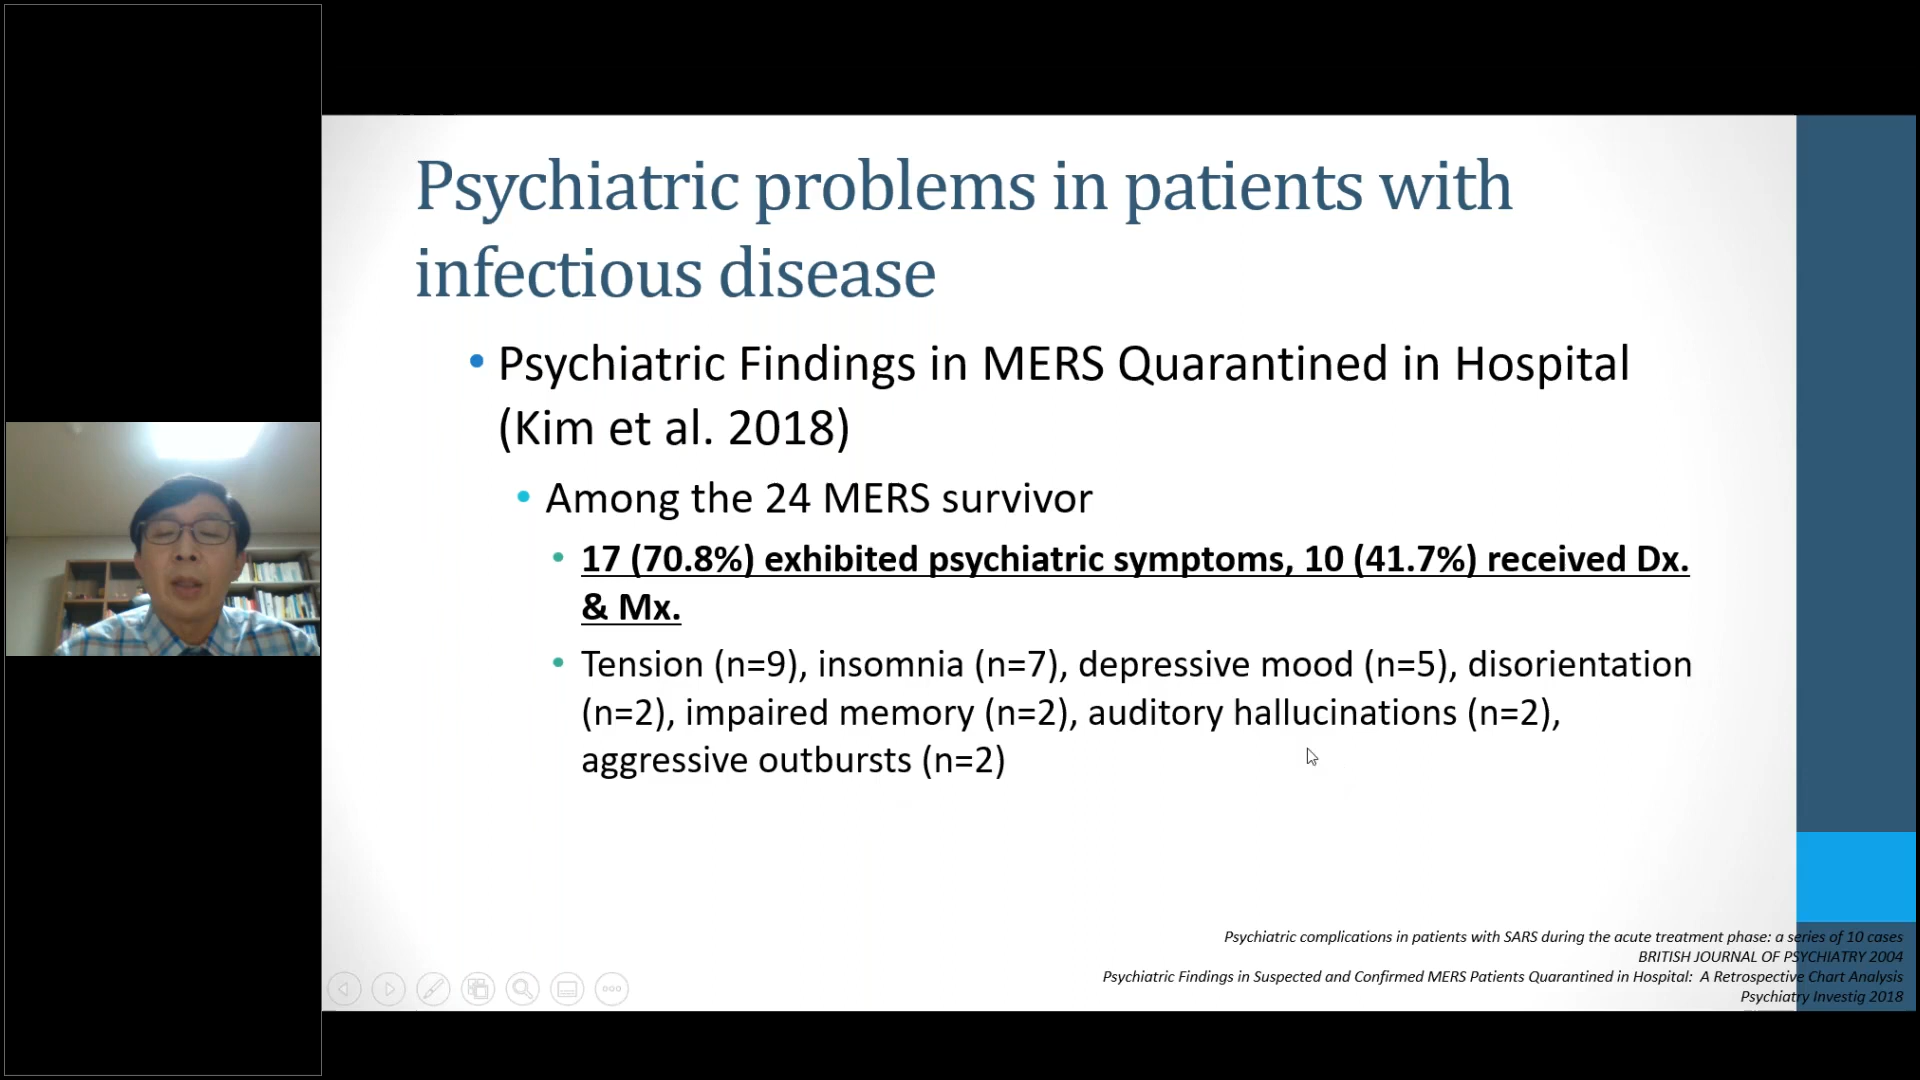 Psychiatric problems in patients with
infectious disease
• Psychiatric Findings in MERS Quarantined in Hospital
(Kim et al. 2018)
• Among the 24 MERS survivor
• 17 (70.8%) exhibited psychiatric symptoms, 10 (41.7%) received Dx.
& Mx.
• Tension (n=9), insomnia (n=7), depressive mood (n=5), disorientation
(n=2), impaired memory (n=2), auditory hallucinations (n=2),
aggressive outbursts (n=2)
Psychiatric complications in patients with SARS during the acute treatment phase: a series of 10 cases
BRITISH JOURNAL OF PSYCHIATRY 2004
Psychiatric Findings in Suspected and Confirmed MERS Patients Quarantined in Hospital: A Retrospective Chart Analysis
Psychiatry Investig 2018